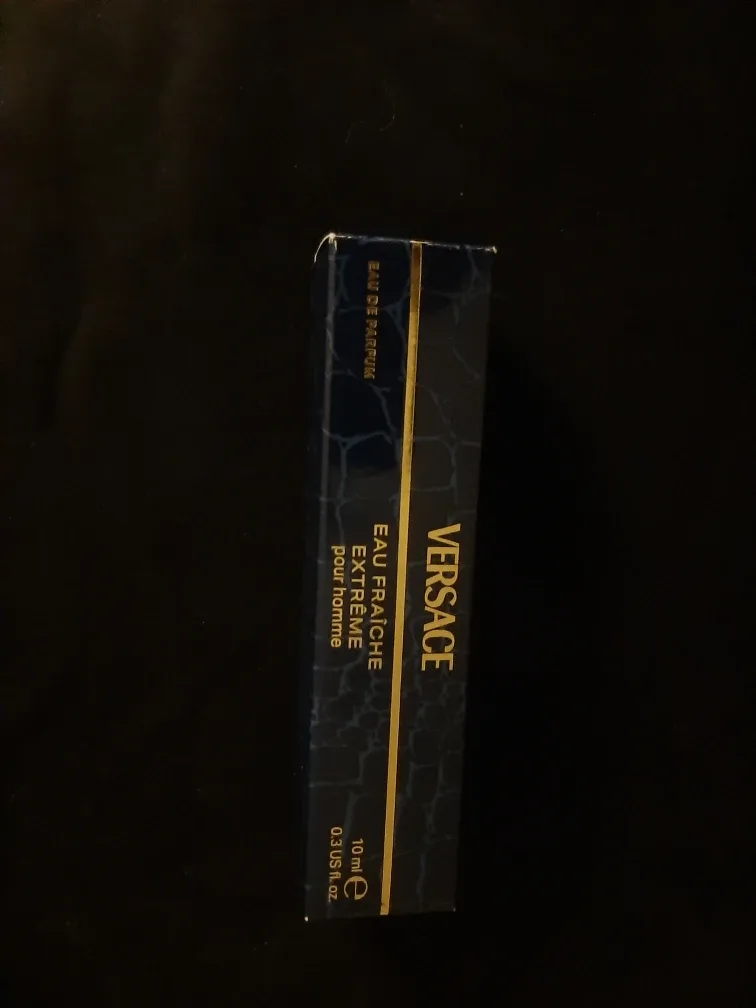 VERSACE
EAU DE PARFUM
EAU FRAÎCHE
EXTRÊME
pour homme
10 ml e
0.3 US fl. oz.